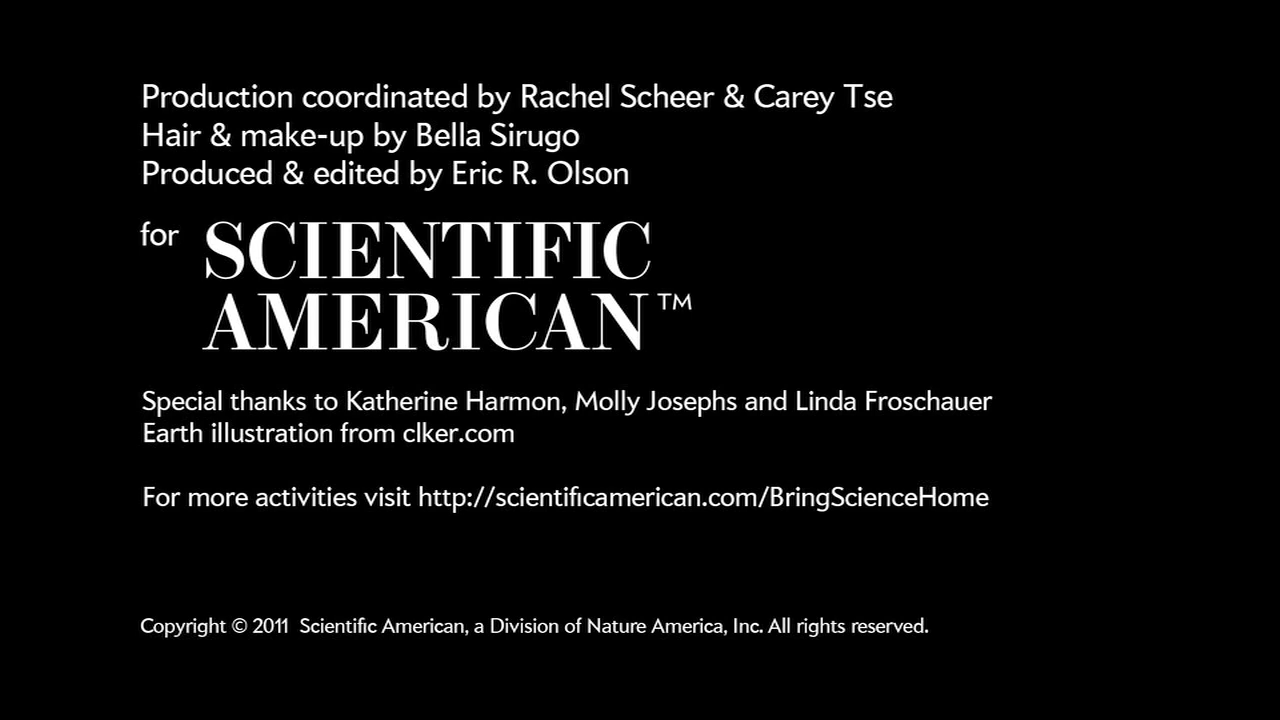 Production coordinated by Rachel Scheer & Carey Tse
Hair & make-up by Bella Sirugo
Produced & edited by Eric R. Olson
for SCIENTIFIC
AMERICAN™
Special thanks to Katherine Harmon, Molly Josephs and Linda Froschauer
Earth illustration from clker.com
For more activities visit http://scientificamerican.com/BringScienceHome
Copyright © 2011 Scientific American, a Division of Nature America, Inc. All rights reserved.